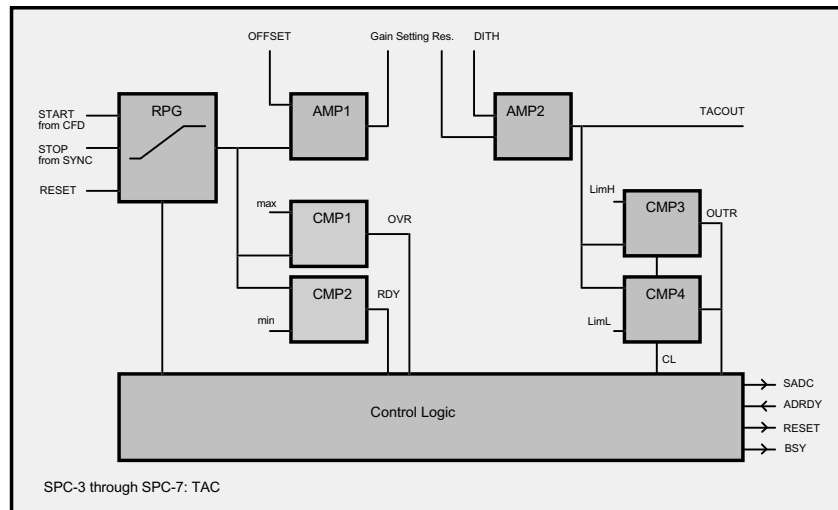 OFFSET
Gain Setting Res.
DITH
RPG
AMP1
AMP2
TACOUT
START
from CFD
STOP
from SYNC
RESET
LimH
max
CMP1
OVR
CMP3
OUTR
CMP2
RDY
CMP4
min
LimL
CL
Control Logic
SADC
ADRDY
RESET
BSY
SPC-3 through SPC-7: TAC